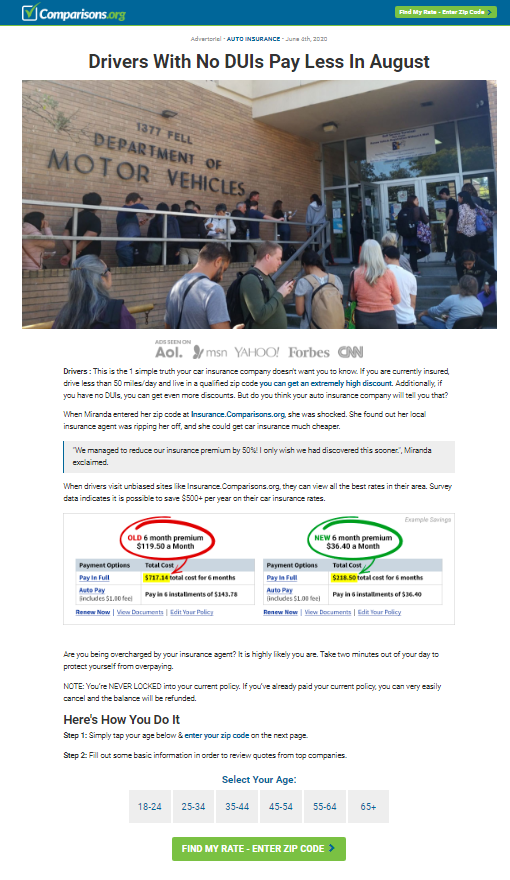 Comparisons.org
Find My Rate - Enter Zip Code >
Advertorial • AUTO INSURANCE • June 4th, 2020
Drivers With No DUIs Pay Less In August
1377 FELL
DEPARTMENT OF
MOTOR VEHICLES
ADS SEEN ON
Aol. msn YAHOO! Forbes CNN
Drivers : This is the 1 simple truth your car insurance company doesn't want you to know. If you are currently insured,
drive less than 50 miles/day and live in a qualified zip code you can get an extremely high discount. Additionally, if
you have no DUIs, you can get even more discounts. But do you think your auto insurance company will tell you that?
When Miranda entered her zip code at Insurance.Comparisons.org, she was shocked. She found out her local
insurance agent was ripping her off, and she could get car insurance much cheaper.
"We managed to reduce our insurance premium by 50%! I only wish we had discovered this sooner.", Miranda
exclaimed.
When drivers visit unbiased sites like Insurance.Comparisons.org, they can view all the best rates in their area. Survey
data indicates it is possible to save $500+ per year on their car insurance rates.
Example Savings
OLD 6 month premium
$119.50 a Month
Payment Options Total Cost
Pay In Full $717.14 total cost for 6 months
Auto Pay
(includes $1.00 fee) Pay in 6 installments of $143.78
Renew Now | View Documents | Edit Your Policy
NEW 6 month premium
$36.40 a Month
Payment Options Total Cost
Pay In Full $218.50 total cost for 6 months
Auto Pay
(includes $1.00 fee) Pay in 6 installments of $36.40
Renew Now | View Documents | Edit Your Policy
Are you being overcharged by your insurance agent? It is highly likely you are. Take two minutes out of your day to
protect yourself from overpaying.
NOTE: You're NEVER LOCKED into your current policy. If you've already paid your current policy, you can very easily
cancel and the balance will be refunded.
Here's How You Do It
Step 1: Simply tap your age below & enter your zip code on the next page.
Step 2: Fill out some basic information in order to review quotes from top companies.
Select Your Age:
18-24 25-34 35-44 45-54 55-64 65+
FIND MY RATE - ENTER ZIP CODE >